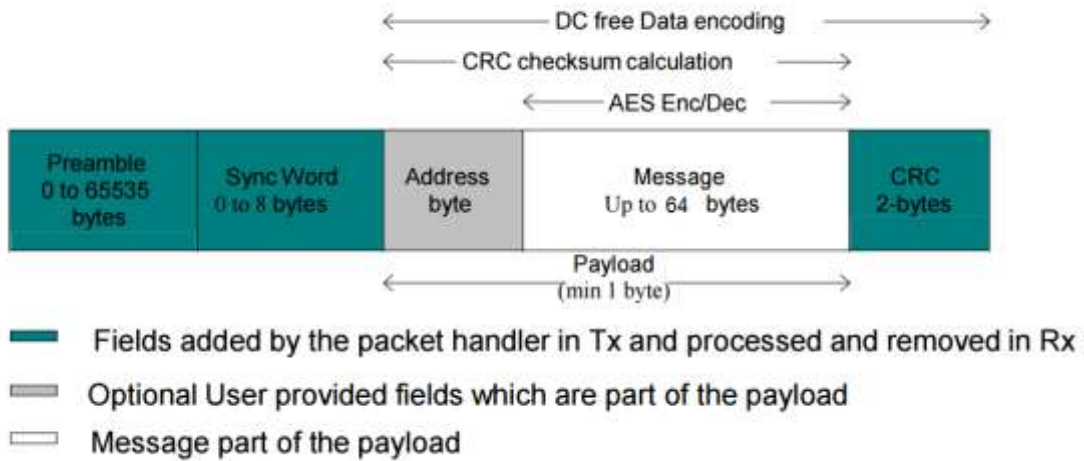 DC free Data encoding
CRC checksum calculation
AES Enc/Dec
Preamble
0 to 65535
bytes
Sync Word
0 to 8 bytes
Address
byte
Message
Up to 64 bytes
CRC
2-bytes
Payload
(min 1 byte)
Fields added by the packet handler in Tx and processed and removed in Rx
Optional User provided fields which are part of the payload
Message part of the payload